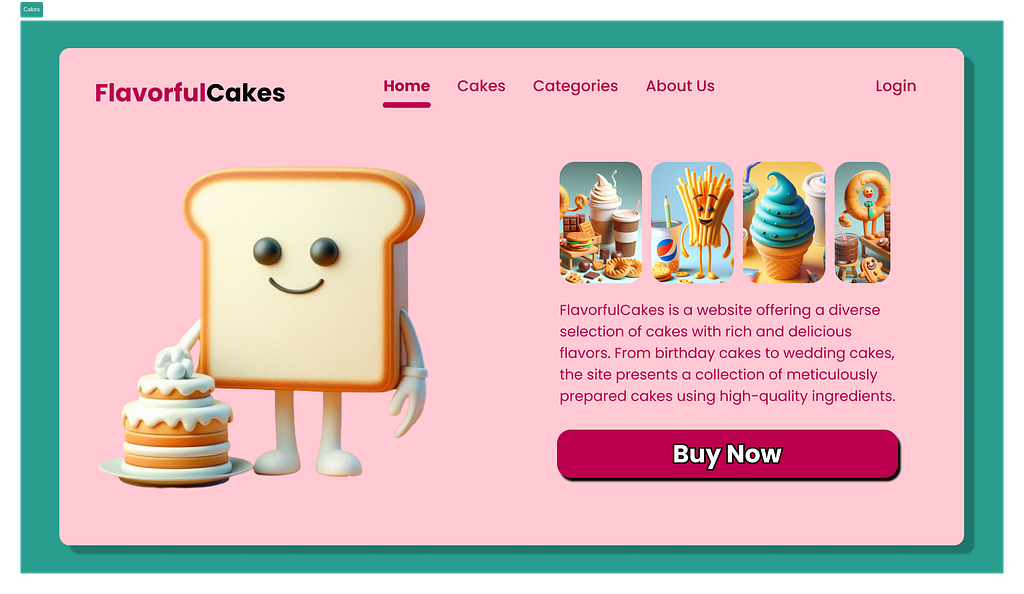 Cakes
FlavorfulCakes
Home
Cakes
Categories
About Us
Login
FlavorfulCakes is a website offering a diverse
selection of cakes with rich and delicious
flavors. From birthday cakes to wedding cakes,
the site presents a collection of meticulously
prepared cakes using high-quality ingredients.
Buy Now